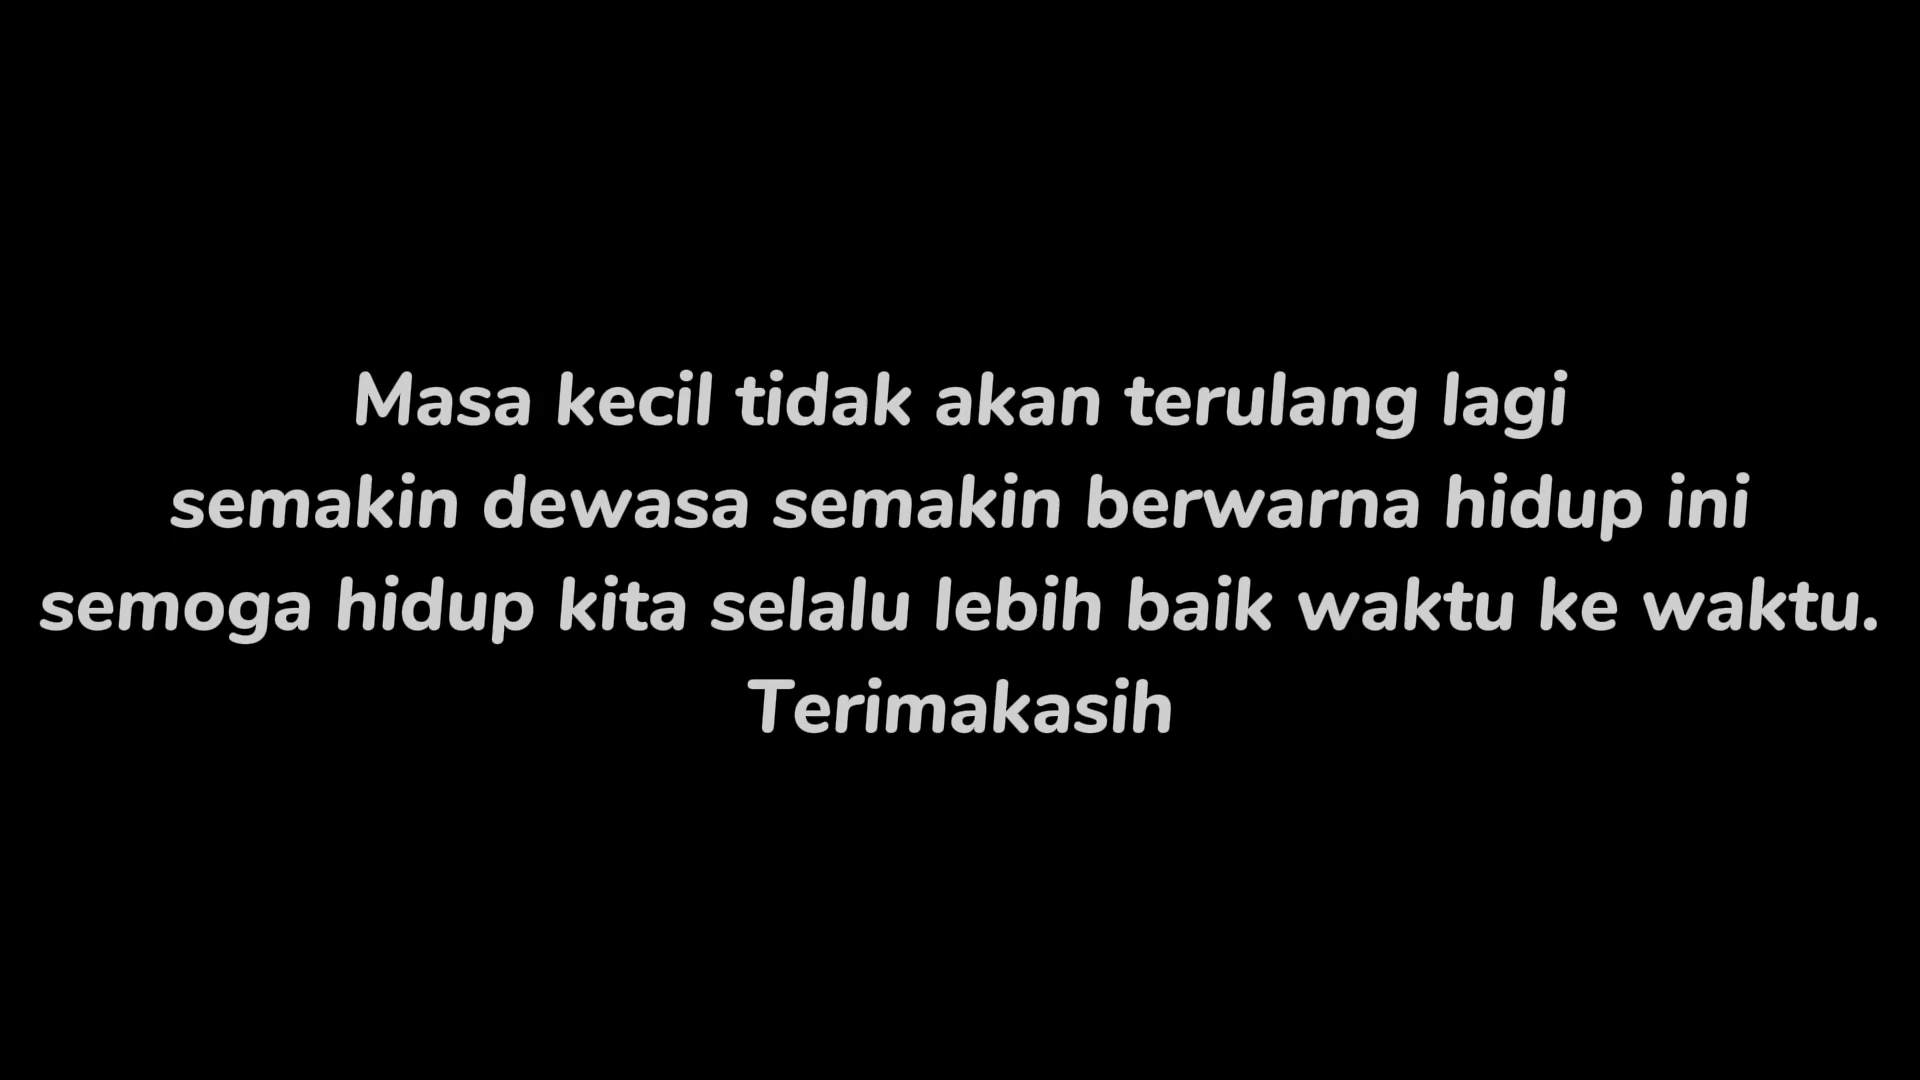 Masa kecil tidak akan terulang lagi
semakin dewasa semakin berwarna hidup ini
semoga hidup kita selalu lebih baik waktu ke waktu.
Terimakasih